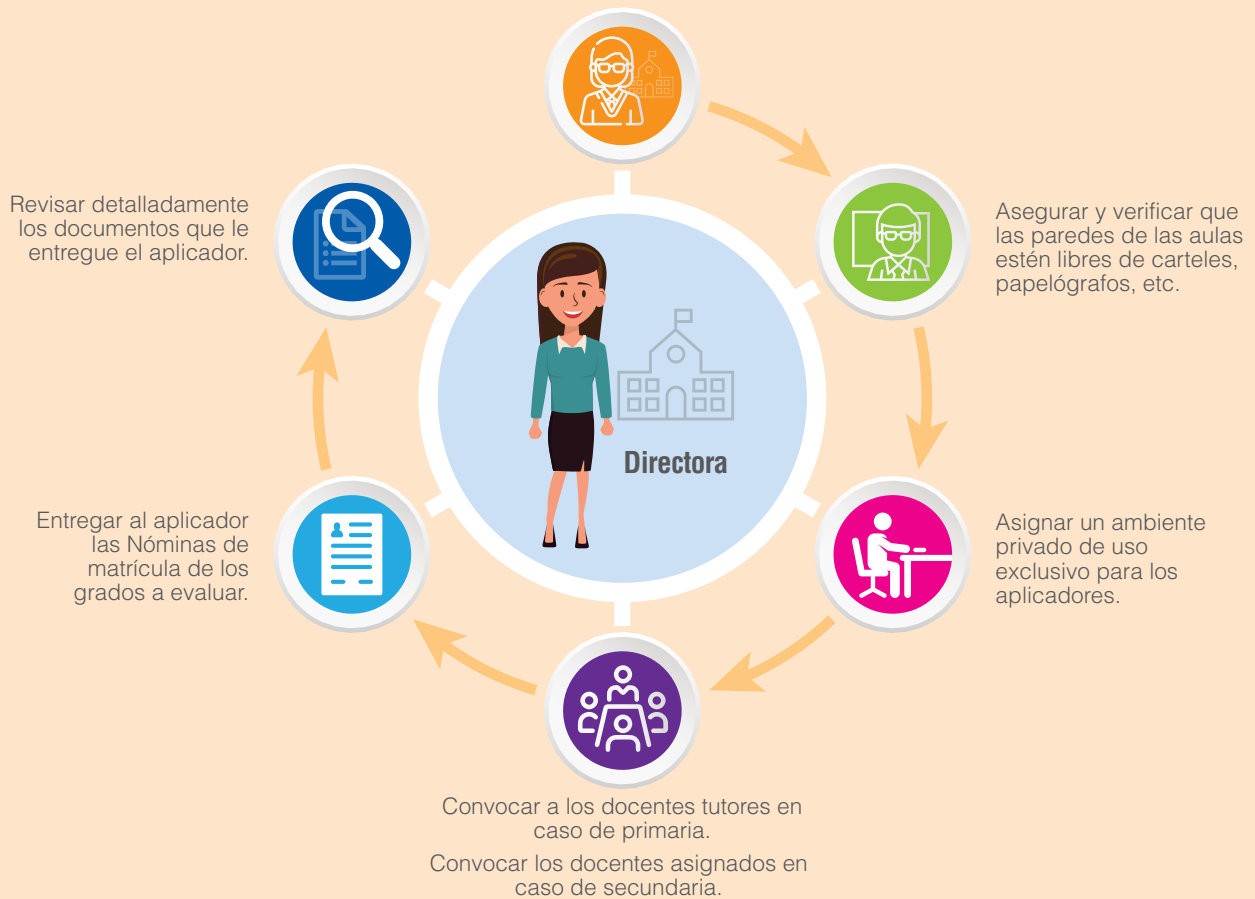 Asegurar y verificar que
las paredes de las aulas
estén libres de carteles,
papelógrafos, etc.
Asignar un ambiente
privado de uso
exclusivo para los
aplicadores.
Convocar a los docentes tutores en
caso de primaria.
Convocar los docentes asignados en
caso de secundaria.
Entregar al aplicador
las Nóminas de
matrícula de los
grados a evaluar.
Revisar detalladamente
los documentos que le
entregue el aplicador.
Directora